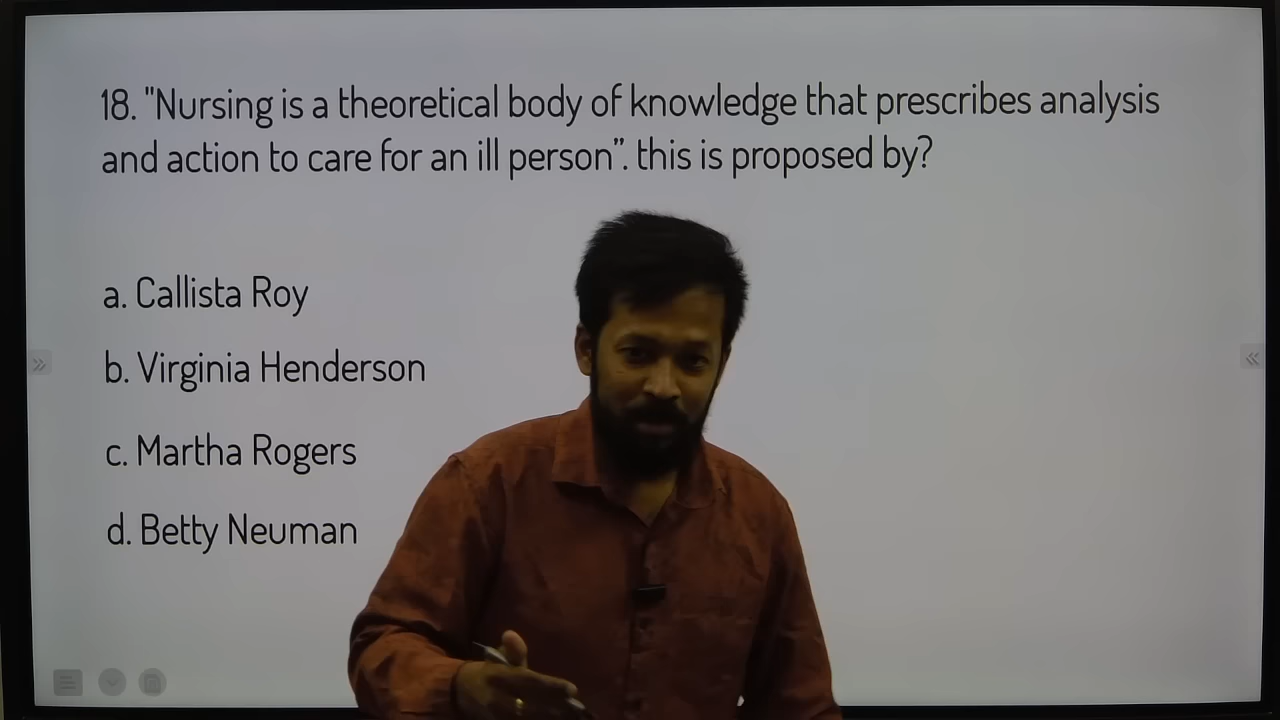 18. "Nursing is a theoretical body of knowledge that prescribes analysis
and action to care for an ill person”. this is proposed by?
a. Callista Roy
b. Virginia Henderson
c. Martha Rogers
d. Betty Neuman